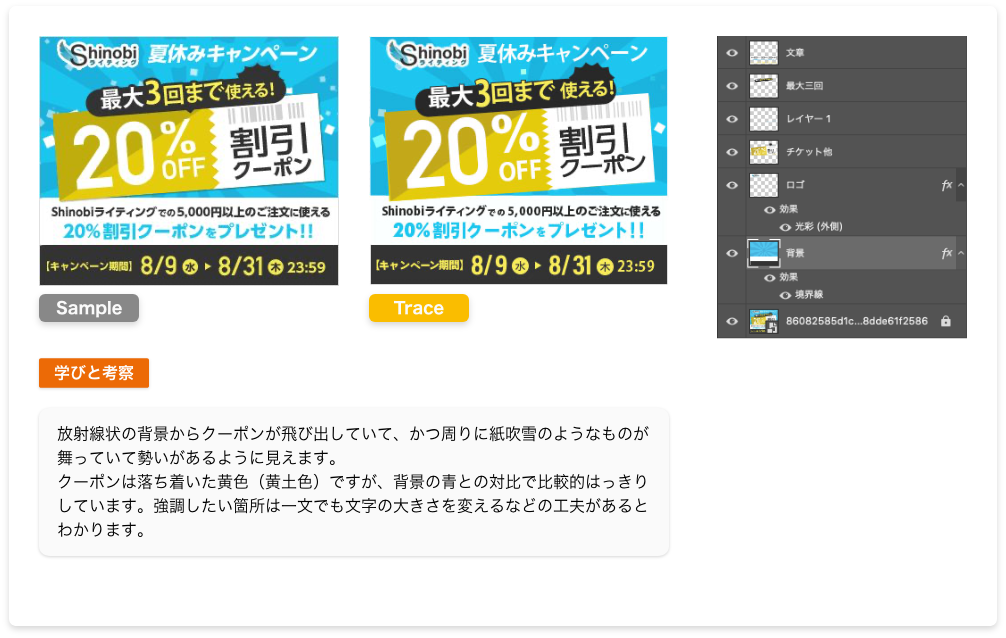 Shinobi
ライティング
夏休みキャンペーン
最大3回まで使える!
20%
OFF
割引
クーポン
Shinobiライティングでの5,000円以上のご注文に使える
20%割引クーポンをプレゼント!!
【キャンペーン期間】 8/9 水 ▶ 8/31 木 23:59
Sample
Shinobi
ライティング
夏休みキャンペーン
最大3回まで使える!
20%
OFF
割引
クーポン
Shinobiライティングでの5,000円以上のご注文に使える
20%割引クーポンをプレゼント!!
【キャンペーン期間】 8/9 水 ▶ 8/31 木 23:59
Trace
文章
最大三回
レイヤー 1
チケット他
ロゴ fx
効果
光彩 (外側)
背景 fx
効果
境界線
86082585d1c...8dde61f2586
学びと考察
放射線状の背景からクーポンが飛び出していて、かつ周りに紙吹雪のようなものが
舞っていて勢いがあるように見えます。
クーポンは落ち着いた黄色（黄土色）ですが、背景の青との対比で比較的はっきり
しています。強調したい箇所は一文でも文字の大きさを変えるなどの工夫があると
わかります。